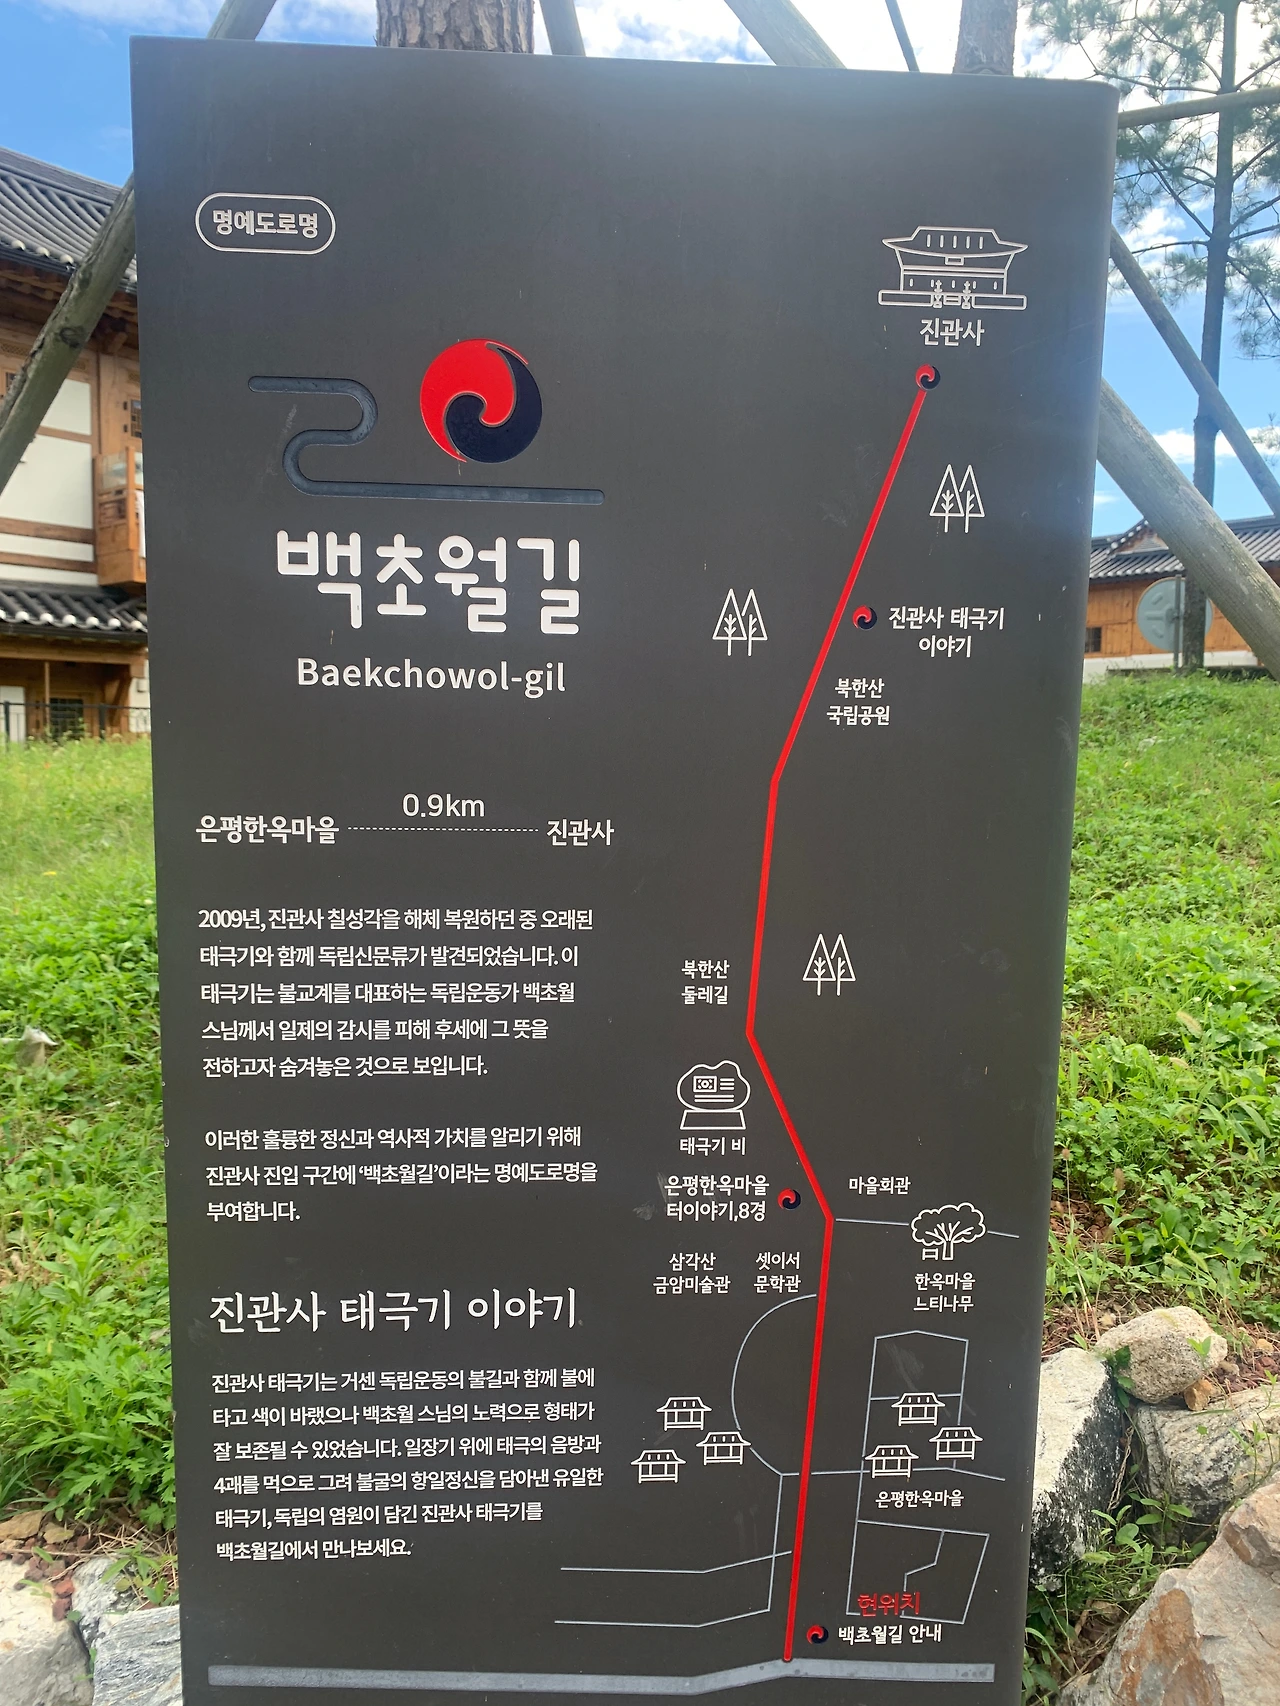 명예도로명
백초월길
Baekchowol-gil
0.9km
은평한옥마을 진관사
2009년, 진관사 칠성각을 해체 복원하던 중 오래된
태극기와 함께 독립신문류가 발견되었습니다. 이
태극기는 불교계를 대표하는 독립운동가 백초월
스님께서 일제의 감시를 피해 후세에 그 뜻을
전하고자 숨겨놓은 것으로 보입니다.
이러한 훌륭한 정신과 역사적 가치를 알리기 위해
진관사 진입 구간에 ‘백초월길’이라는 명예도로명을
부여합니다.
진관사 태극기 이야기
진관사 태극기는 거센 독립운동의 불길과 함께 불에
타고 색이 바랬으나 백초월 스님의 노력으로 형태가
잘 보존될 수 있었습니다. 일장기 위에 태극의 음방과
4괘를 먹으로 그려 불굴의 항일정신을 담아낸 유일한
태극기, 독립의 염원이 담긴 진관사 태극기를
백초월길에서 만나보세요.
진관사
진관사 태극기
이야기
북한산
국립공원
북한산
둘레길
태극기 비
은평한옥마을
터이야기,8경
마을회관
삼각산
금암미술관
셋이서
문학관
한옥마을
느티나무
은평한옥마을
현위치
백초월길 안내